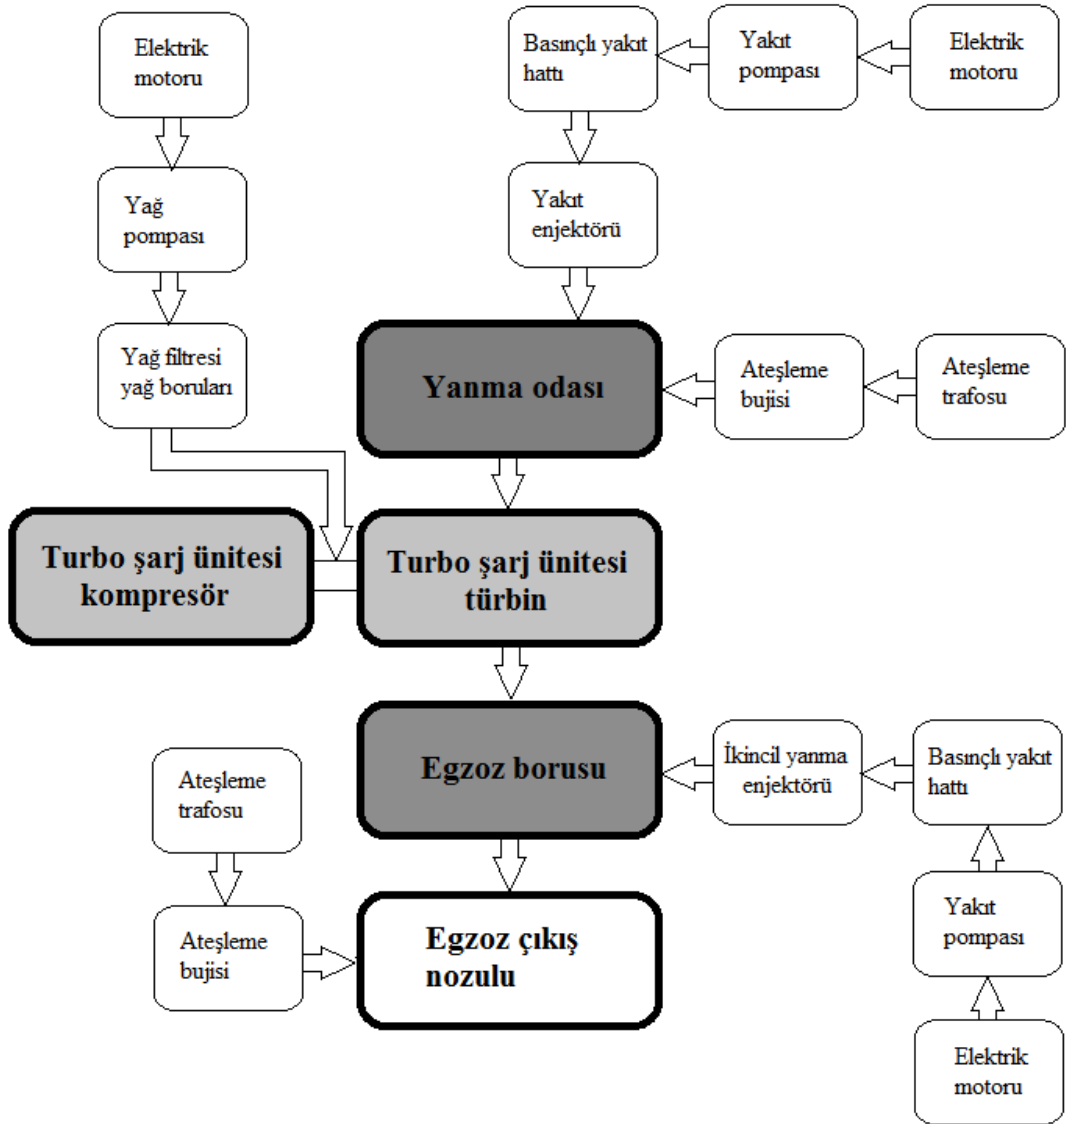 Elektrik
motoru
Basınçlı yakıt
hattı
Yakıt
pompası
Elektrik
motoru
Yağ
pompası
Yakıt
enjektörü
Yağ filtresi
yağ boruları
Yanma odası
Ateşleme
bujisi
Ateşleme
trafosu
Turbo şarj ünitesi
kompresör
Turbo şarj ünitesi
türbin
Egzoz borusu
İkincil yanma
enjektörü
Basınçlı yakıt
hattı
Ateşleme
trafosu
Yakıt
pompası
Ateşleme
bujisi
Egzoz çıkış
nozulu
Elektrik
motoru